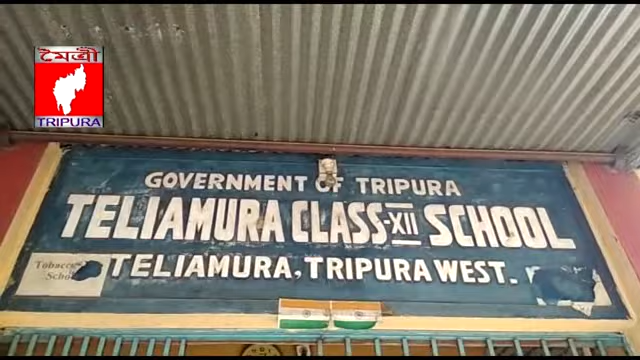 মৈত্রী
TRIPURA
GOVERNMENT OF TRIPURA
TELIAMURA CLASS-XII SCHOOL
TELIAMURA, TRIPURA WEST.
Tobacco
School